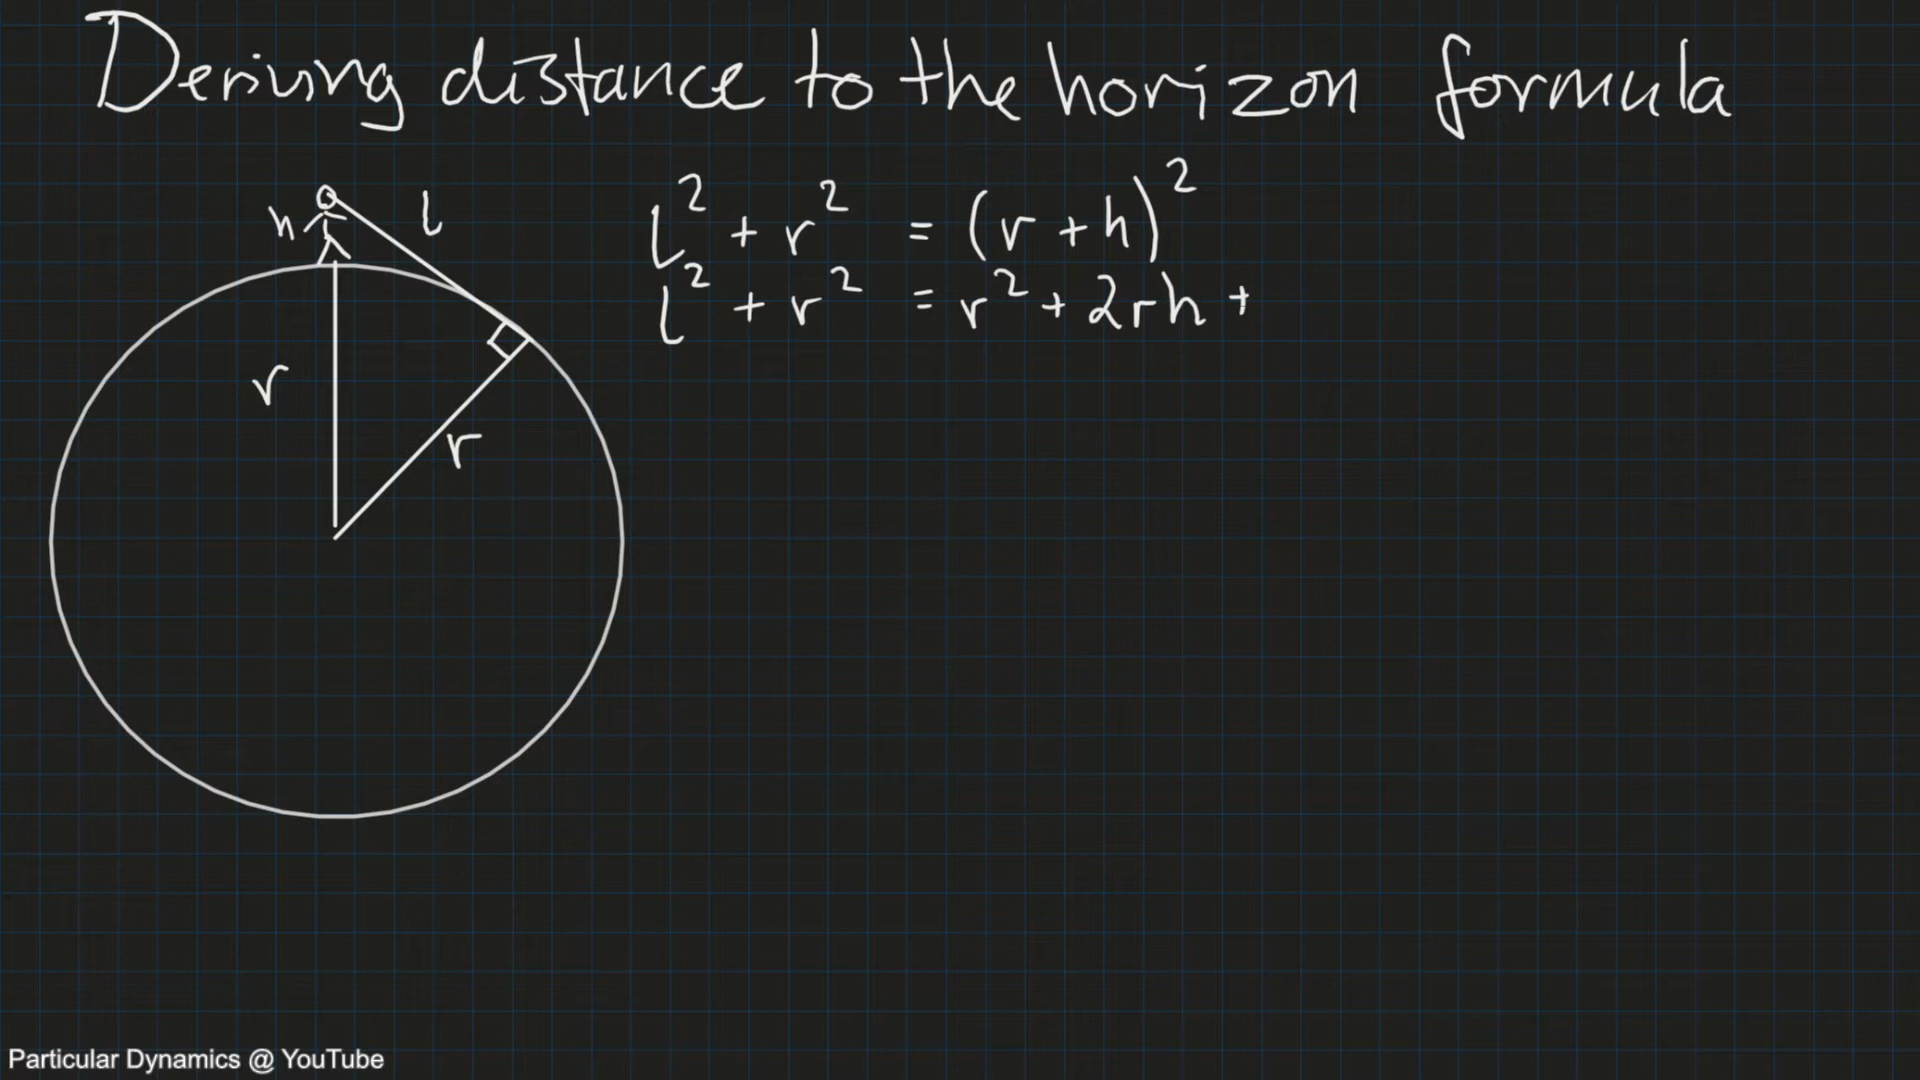 Deriving distance to the horizon formula
h l
l² + r² = (r + h)²
l² + r² = r² + 2rh +
r
r
Particular Dynamics @ YouTube